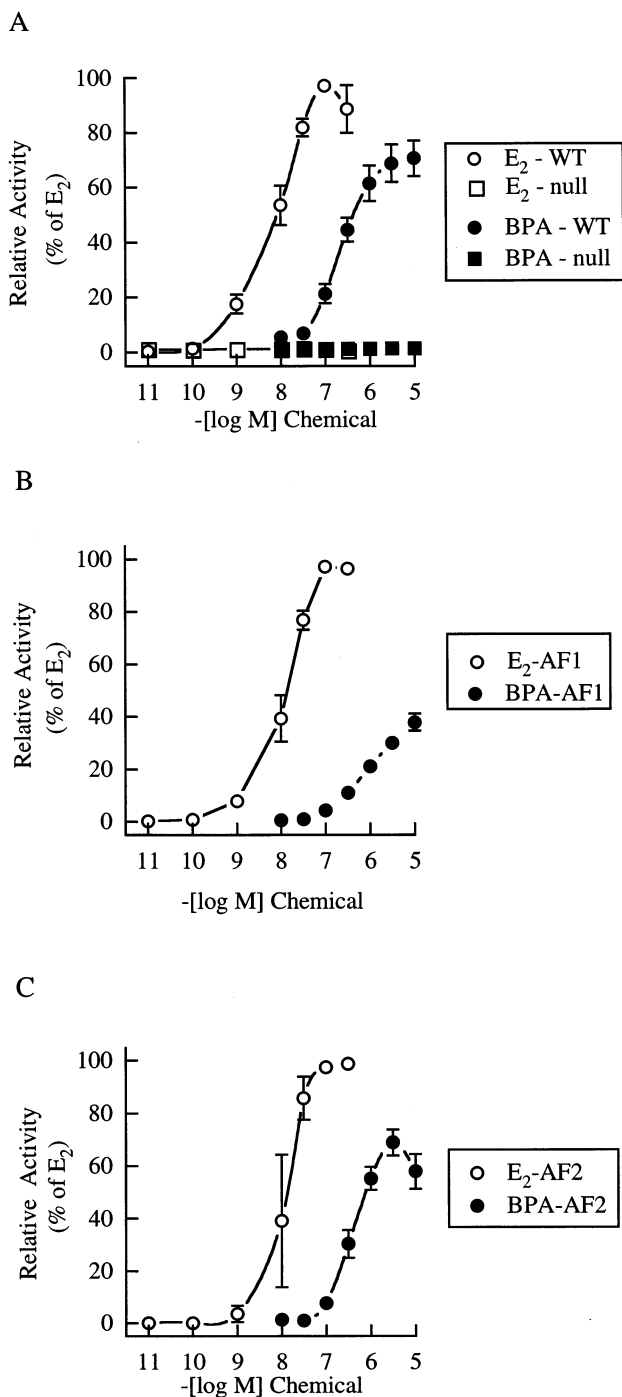 A
Relative Activity
(% of E2)
100
80
60
40
20
0
11 10 9 8 7 6 5
-[log M] Chemical
E2 - WT
E2 - null
BPA - WT
BPA - null
B
Relative Activity
(% of E2)
100
80
60
40
20
0
11 10 9 8 7 6 5
-[log M] Chemical
E2-AF1
BPA-AF1
C
Relative Activity
(% of E2)
100
80
60
40
20
0
11 10 9 8 7 6 5
-[log M] Chemical
E2-AF2
BPA-AF2